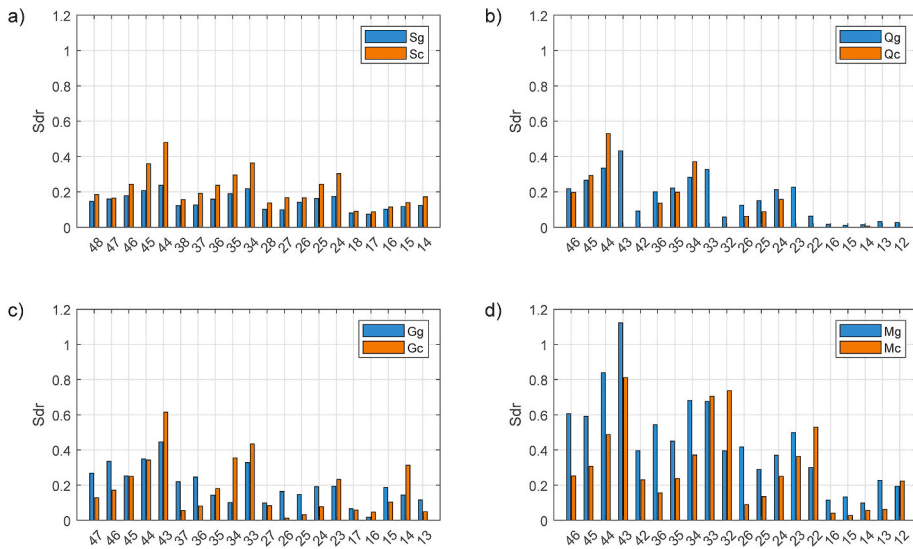 a)
1.2
1
0.8
0.6
0.4
0.2
0
Sdr
Sg
Sc
48 47 46 45 44 38 37 36 35 34 28 27 26 25 24 18 17 16 15 14
b)
1.2
1
0.8
0.6
0.4
0.2
0
Sdr
Qg
Qc
46 45 44 43 42 36 35 34 33 32 26 25 24 23 22 16 15 14 13 12
c)
1.2
1
0.8
0.6
0.4
0.2
0
Sdr
Gg
Gc
47 46 45 44 43 37 36 35 34 33 29 26 25 24 23 17 16 15 14 13
d)
1.2
1
0.8
0.6
0.4
0.2
0
Sdr
Mg
Mc
46 45 44 43 42 36 35 34 33 32 26 25 24 23 22 16 15 14 13 12